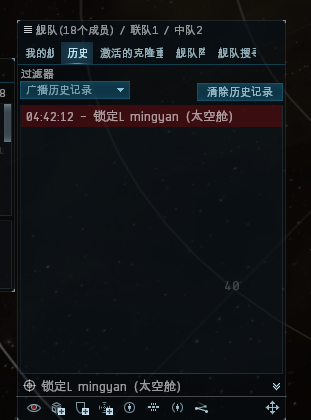 舰队(18个成员) / 联队1 / 中队2
我的舰 历史 激活的克隆重 舰队阵 舰队搜寻
过滤器
8
广播历史记录 清除历史记录
04:42:12 - 锁定L mingyan (太空舱)
40
锁定L mingyan (太空舱)